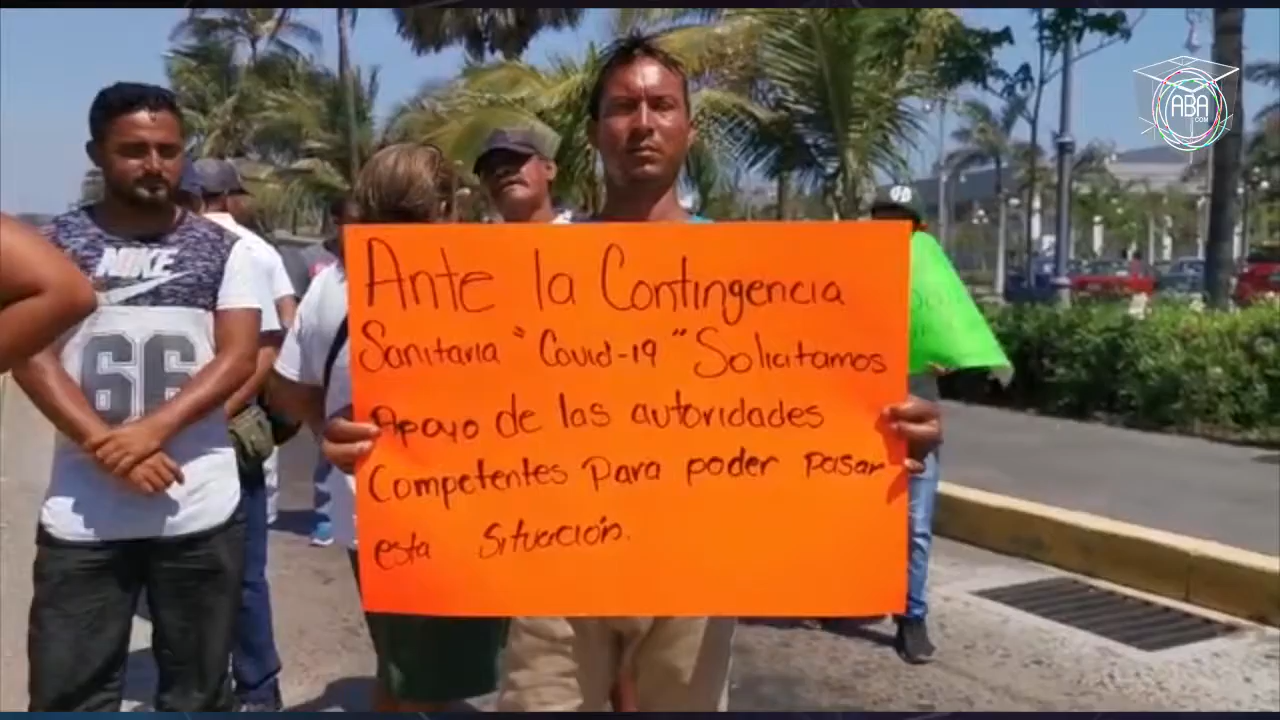 Ante la Contingencia
Sanitaria "Covid-19" Solicitamos
Apoyo de las autoridades
Competentes Para poder pasar
esta situación.
NIKE
66
ABA
.COM